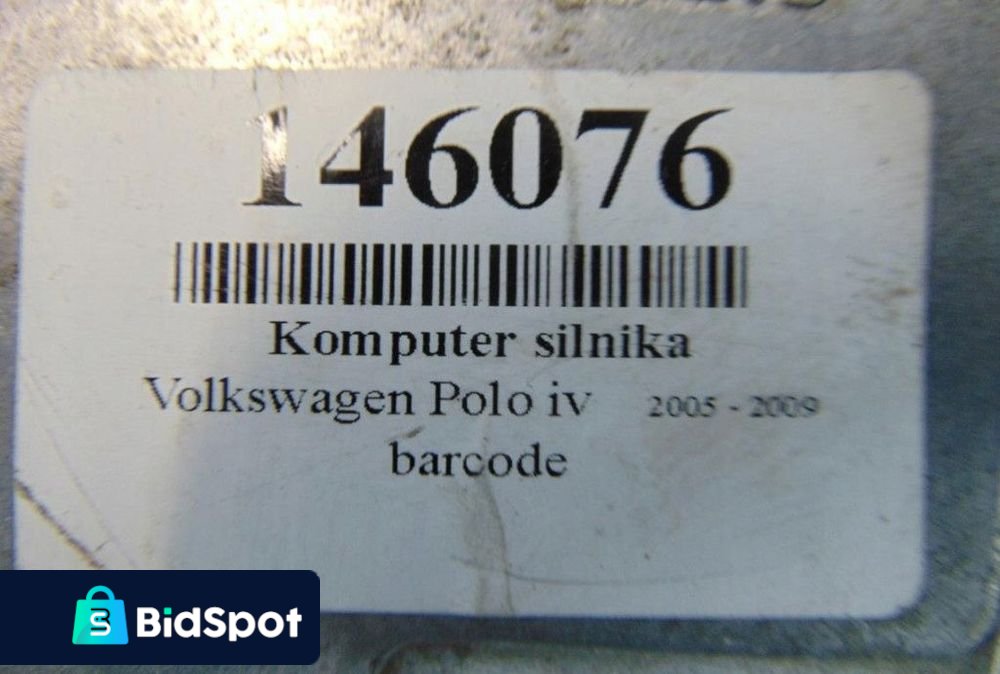 146076
Komputer silnika
Volkswagen Polo iv 2005 - 2009
barcode
BidSpot